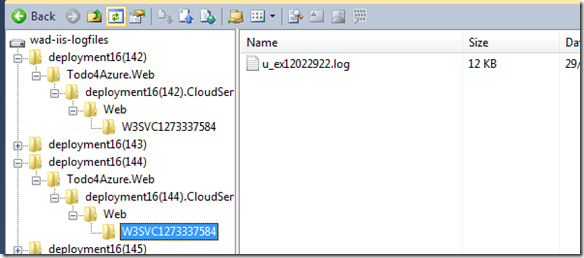 Back
wad-iis-logfiles
deployment16(142)
Todo4Azure.Web
deployment16(142).CloudSer
Web
W3SVC1273337584
deployment16(143)
deployment16(144)
Todo4Azure.Web
deployment16(144).CloudSer
Web
W3SVC1273337584
deployment16(145)
Name Size Da
u_ex12022922.log 12 KB 29/